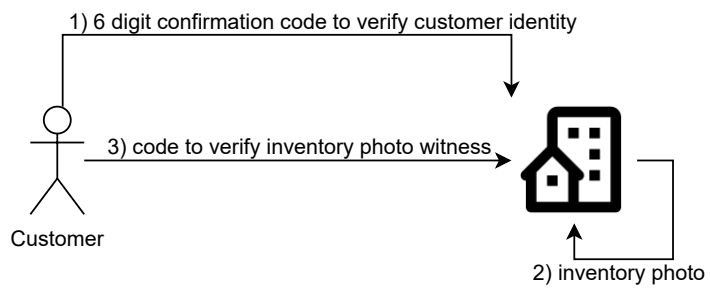 1) 6 digit confirmation code to verify customer identity
3) code to verify inventory photo witness
Customer
2) inventory photo